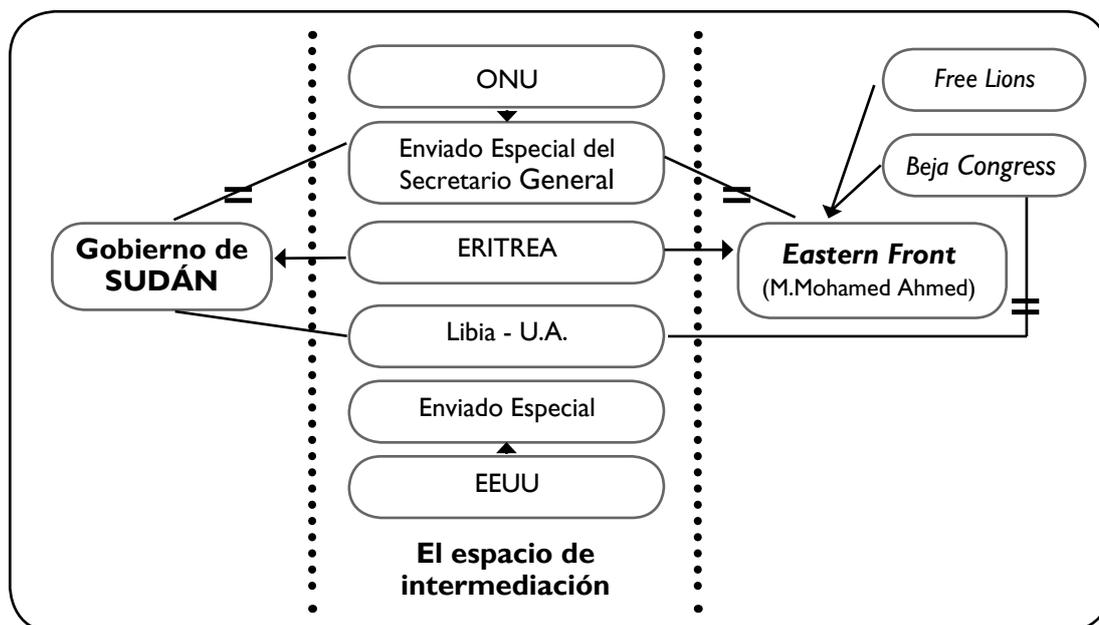 ONU
Enviado Especial del
Secretario General
ERITREA
Libia - U.A.
Enviado Especial
EEUU
El espacio de
intermediación
Gobierno de
SUDÁN
Free Lions
Beja Congress
Eastern Front
(M.Mohamed Ahmed)